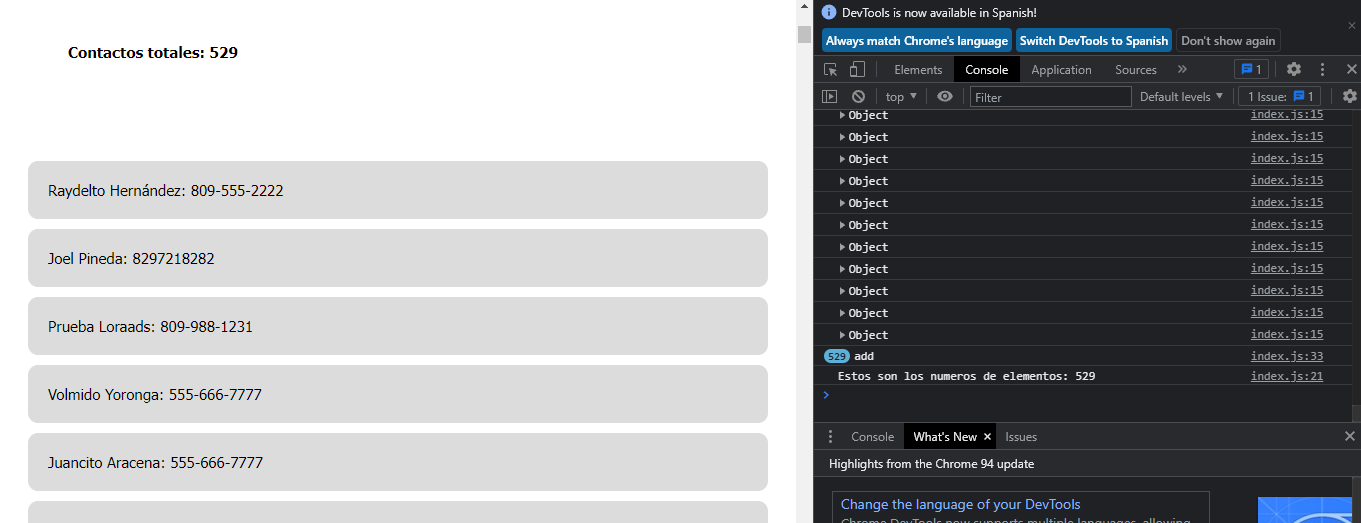 Contactos totales: 529
Raydelto Hernández: 809-555-2222
Joel Pineda: 8297218282
Prueba Loraads: 809-988-1231
Volmido Yoronga: 555-666-7777
Juancito Aracena: 555-666-7777
DevTools is now available in Spanish!
Always match Chrome's language Switch DevTools to Spanish Don't show again
Elements Console Application Sources 1
top Filter Default levels 1 Issue: 1
Object index.js:15
Object index.js:15
Object index.js:15
Object index.js:15
Object index.js:15
Object index.js:15
Object index.js:15
Object index.js:15
Object index.js:15
Object index.js:15
Object index.js:15
529 add index.js:33
Estos son los numeros de elementos: 529 index.js:21
Console What's New Issues
Highlights from the Chrome 94 update
Change the language of your DevTools
Chrome DevTools now supports multiple languages, allowing